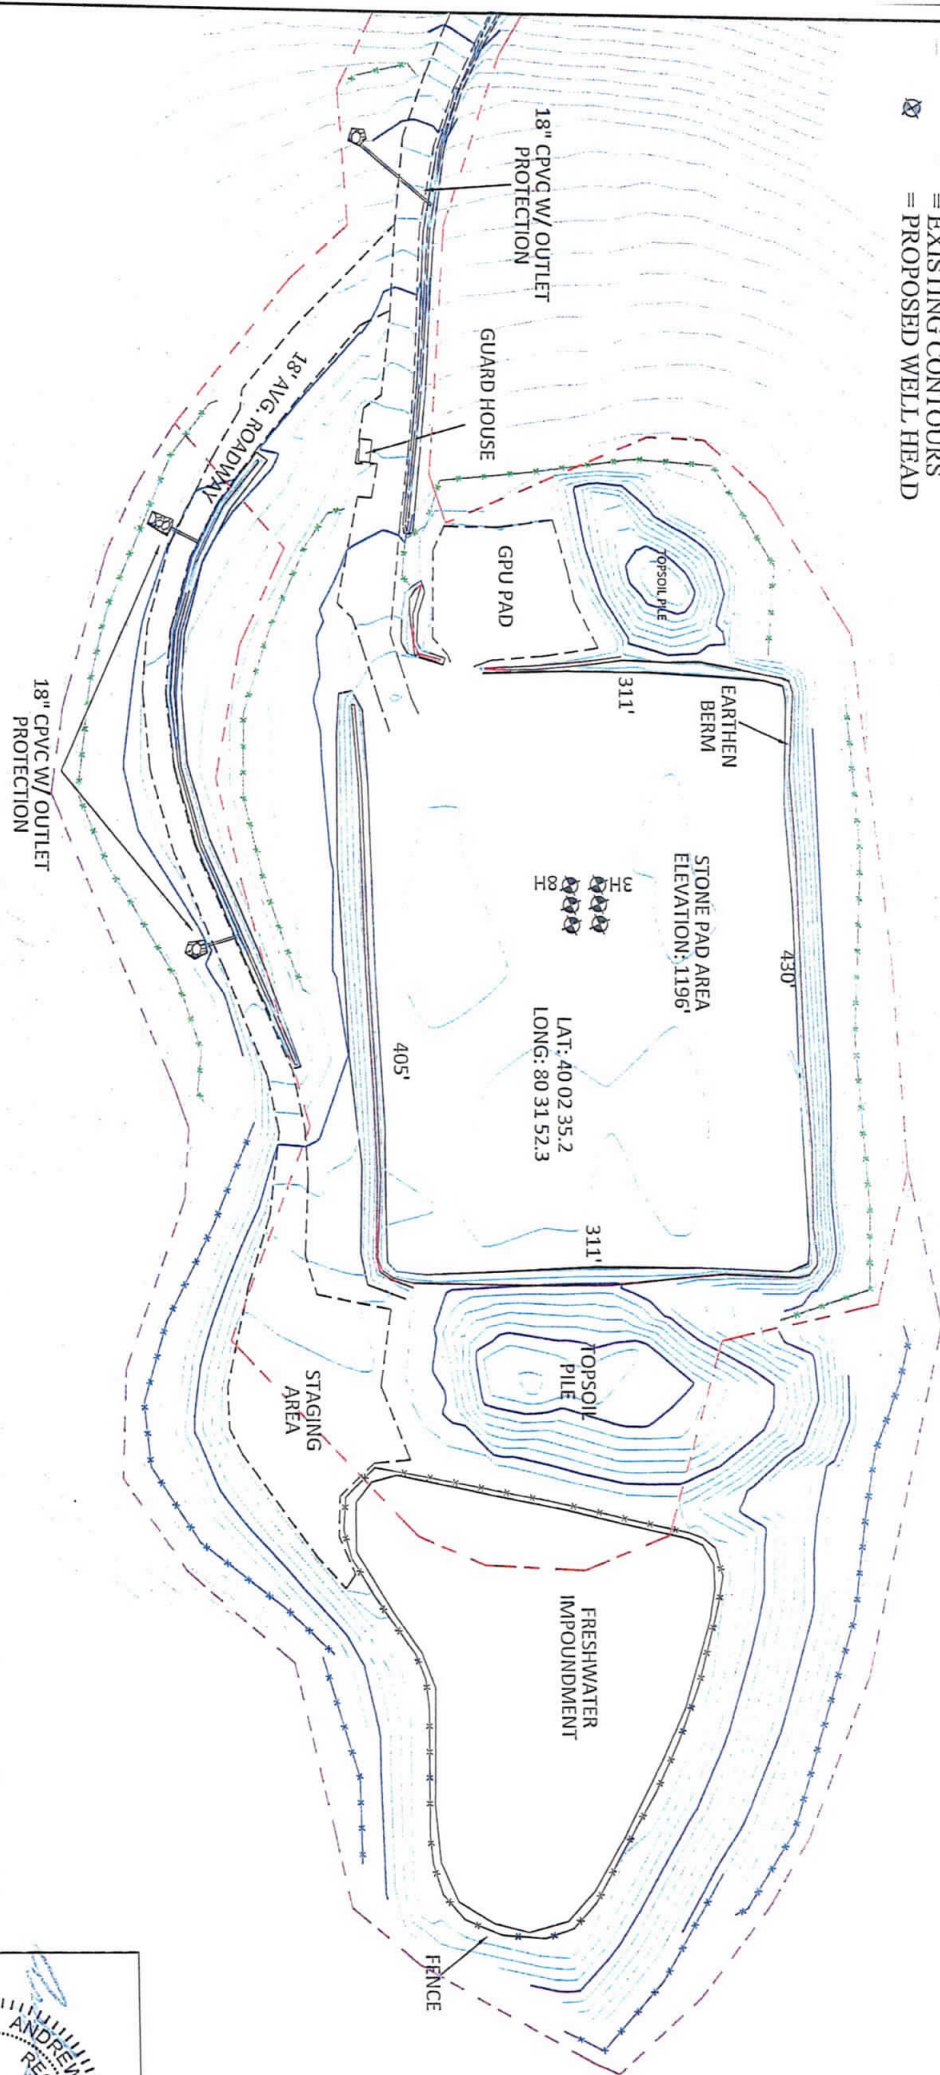 = EXISTING CONTOURS
= PROPOSED WELL HEAD
18" CPVC W/ OUTLET
PROTECTION
GUARD HOUSE
18' AVG. ROADWAY
GPU PAD
TOPSOIL PILE
311'
EARTHEN
BERM
18" CPVC W/ OUTLET
PROTECTION
STONE PAD AREA
ELEVATION: 1196'
430'
3H
8H
LAT: 40 02 35.2
LONG: 80 31 52.3
405'
311'
TOPSOIL
PILE
STAGING
AREA
FRESHWATER
IMPOUNDMENT
FENCE
ANDREW